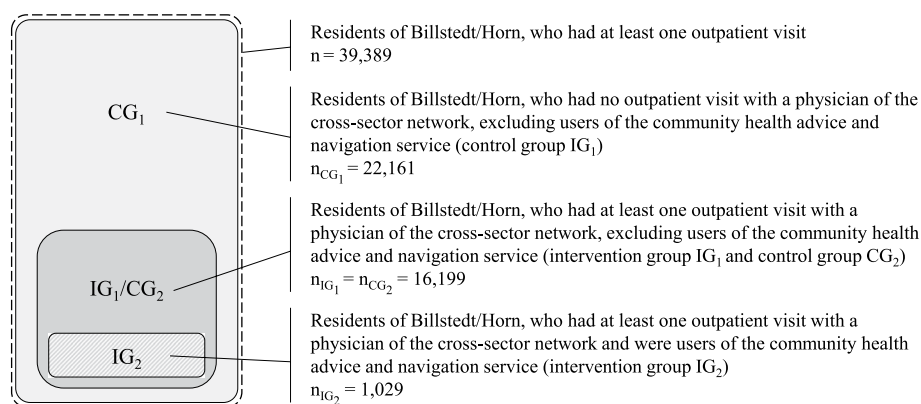 Residents of Billstedt/Horn, who had at least one outpatient visit
n = 39,389
CG₁
Residents of Billstedt/Horn, who had no outpatient visit with a physician of the
cross-sector network, excluding users of the community health advice and
navigation service (control group IG₁)
n_CG₁ = 22,161
Residents of Billstedt/Horn, who had at least one outpatient visit with a
physician of the cross-sector network, excluding users of the community health
advice and navigation service (intervention group IG₁ and control group CG₂)
n_IG₁ = n_CG₂ = 16,199
IG₁/CG₂
Residents of Billstedt/Horn, who had at least one outpatient visit with a
physician of the cross-sector network and were users of the community health
advice and navigation service (intervention group IG₂)
n_IG₂ = 1,029
IG₂